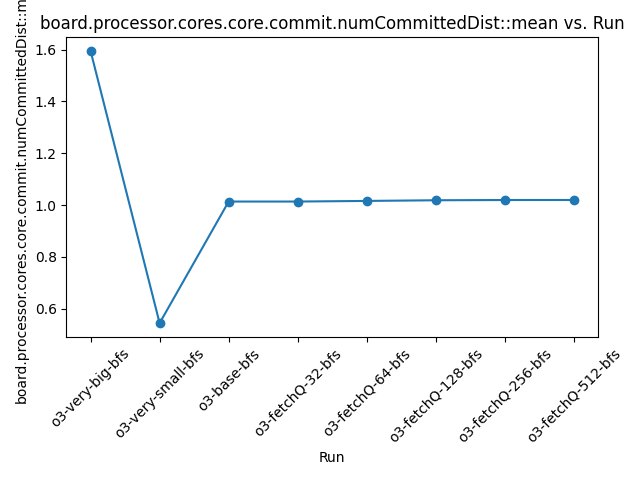 board.processor.cores.core.commit.numCommittedDist::mean vs. Run
board.processor.cores.core.commit.numCommittedDist::m
1.6
1.4
1.2
1.0
0.8
0.6
o3-very-big-bfs
o3-very-small-bfs
o3-base-bfs
o3-fetchQ-32-bfs
o3-fetchQ-64-bfs
o3-fetchQ-128-bfs
o3-fetchQ-256-bfs
o3-fetchQ-512-bfs
Run